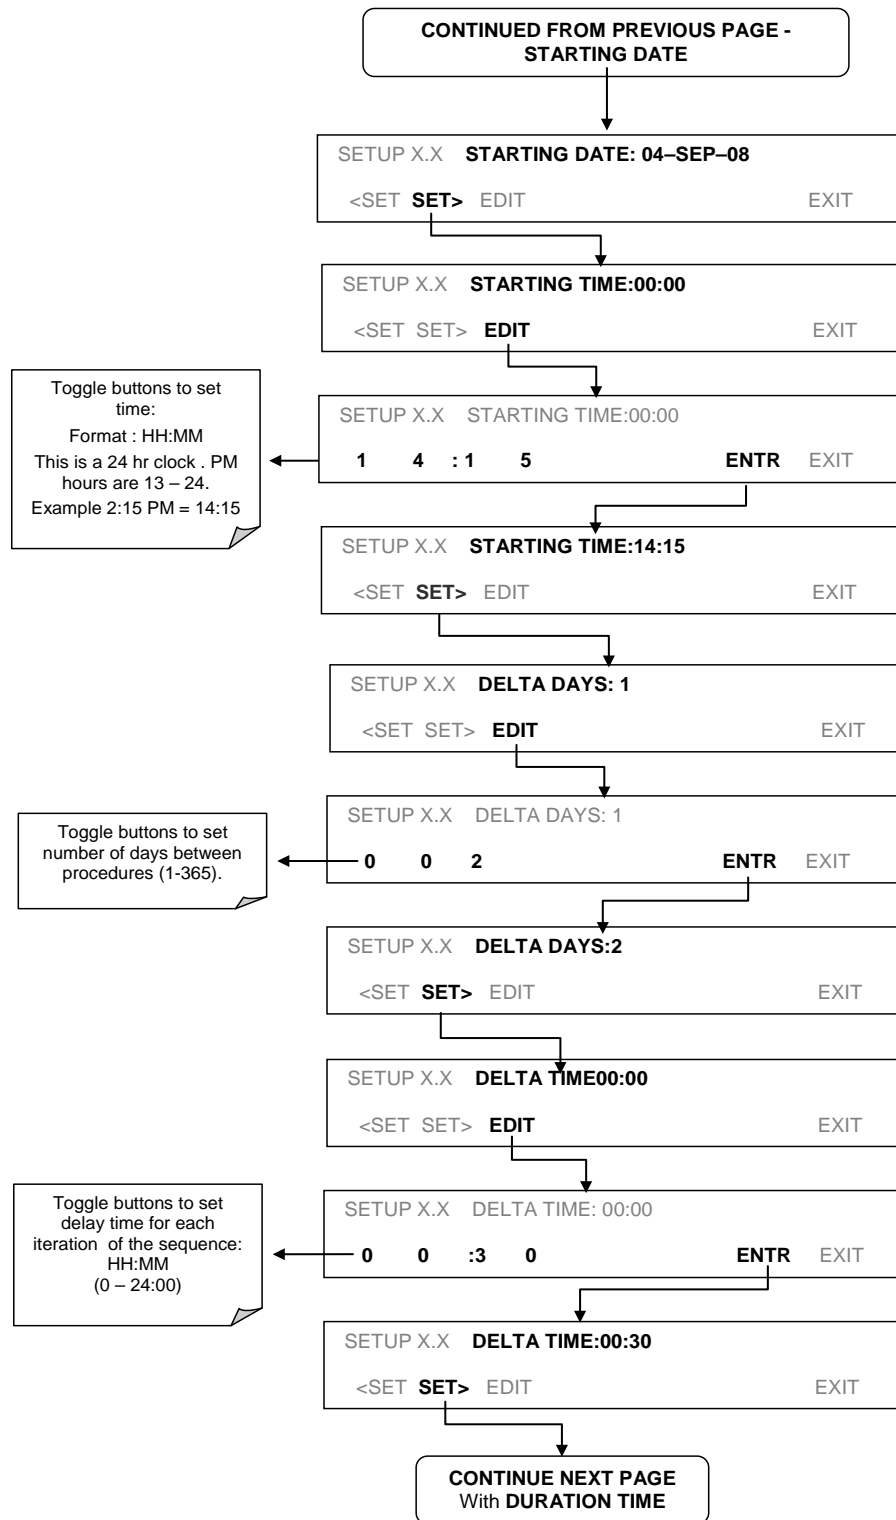 CONTINUED FROM PREVIOUS PAGE -
STARTING DATE
SETUP X.X STARTING DATE: 04–SEP–08
<SET SET> EDIT EXIT
SETUP X.X STARTING TIME:00:00
<SET SET> EDIT EXIT
Toggle buttons to set
time:
Format : HH:MM
This is a 24 hr clock . PM
hours are 13 – 24.
Example 2:15 PM = 14:15
SETUP X.X STARTING TIME:00:00
1 4 : 1 5 ENTR EXIT
SETUP X.X STARTING TIME:14:15
<SET SET> EDIT EXIT
SETUP X.X DELTA DAYS: 1
<SET SET> EDIT EXIT
Toggle buttons to set
number of days between
procedures (1-365).
SETUP X.X DELTA DAYS: 1
0 0 2 ENTR EXIT
SETUP X.X DELTA DAYS:2
<SET SET> EDIT EXIT
SETUP X.X DELTA TIME00:00
<SET SET> EDIT EXIT
Toggle buttons to set
delay time for each
iteration of the sequence:
HH:MM
(0 – 24:00)
SETUP X.X DELTA TIME: 00:00
0 0 :3 0 ENTR EXIT
SETUP X.X DELTA TIME:00:30
<SET SET> EDIT EXIT
CONTINUE NEXT PAGE
With DURATION TIME